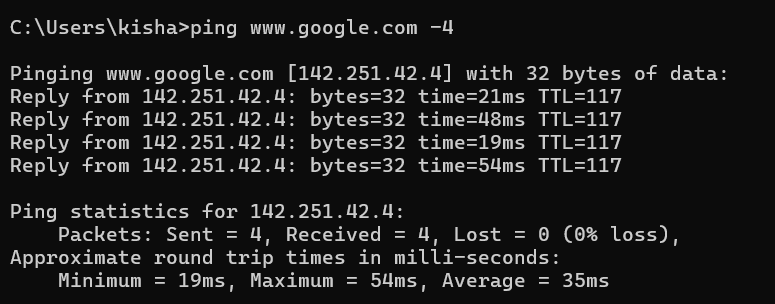 C:\Users\kisha>ping www.google.com -4
Pinging www.google.com [142.251.42.4] with 32 bytes of data:
Reply from 142.251.42.4: bytes=32 time=21ms TTL=117
Reply from 142.251.42.4: bytes=32 time=48ms TTL=117
Reply from 142.251.42.4: bytes=32 time=19ms TTL=117
Reply from 142.251.42.4: bytes=32 time=54ms TTL=117
Ping statistics for 142.251.42.4:
    Packets: Sent = 4, Received = 4, Lost = 0 (0% loss),
Approximate round trip times in milli-seconds:
    Minimum = 19ms, Maximum = 54ms, Average = 35ms